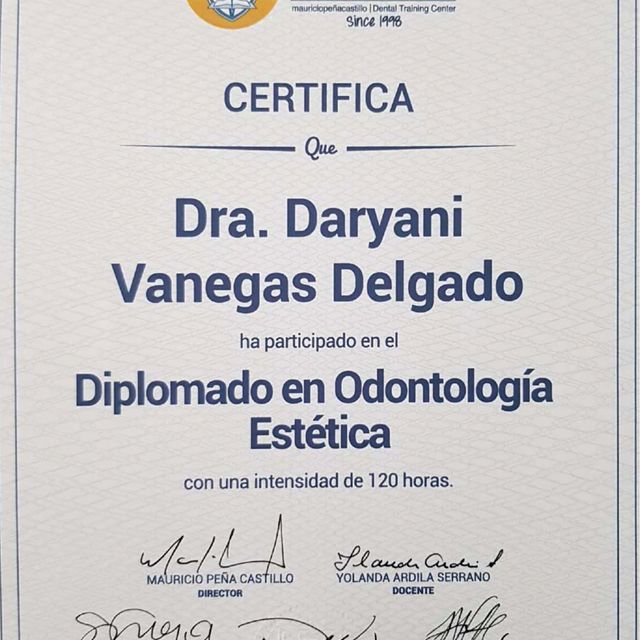 mauriciopeñacastillo | Dental Training Center
Since 1998
CERTIFICA
Que
Dra. Daryani
Vanegas Delgado
ha participado en el
Diplomado en Odontología
Estética
con una intensidad de 120 horas.
MAURICIO PEÑA CASTILLO YOLANDA ARDILA SERRANO
DIRECTOR DOCENTE